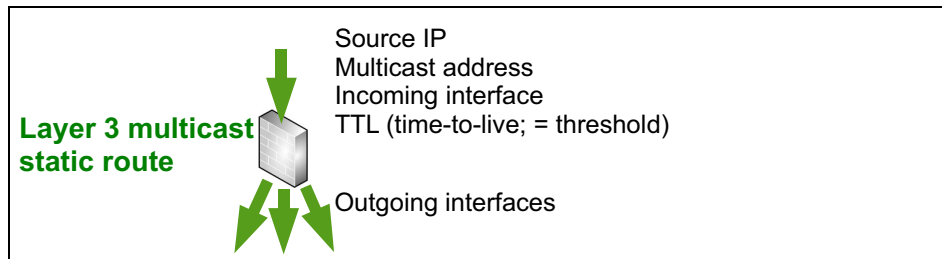 Source IP
Multicast address
Incoming interface
TTL (time-to-live; = threshold)
Layer 3 multicast
static route
Outgoing interfaces